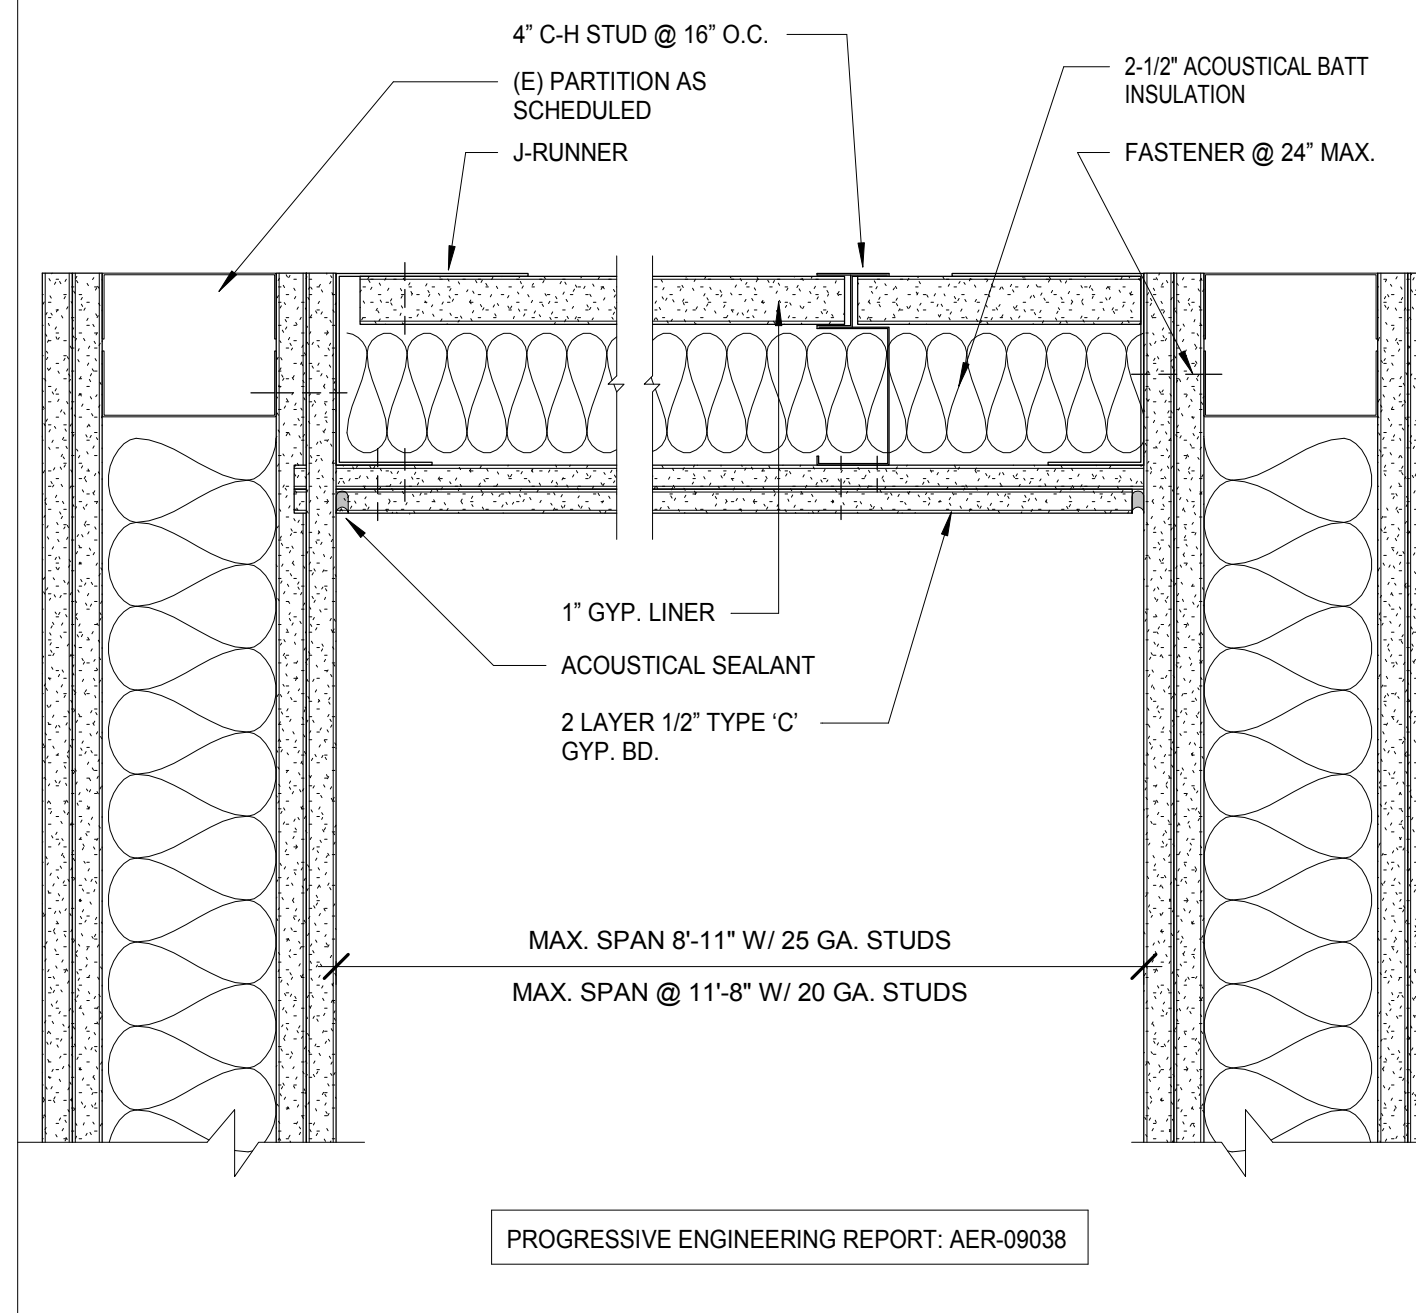 4” C-H STUD @ 16” O.C.
(E) PARTITION AS
SCHEDULED
J-RUNNER
2-1/2" ACOUSTICAL BATT
INSULATION
FASTENER @ 24” MAX.
1” GYP. LINER
ACOUSTICAL SEALANT
2 LAYER 1/2” TYPE ‘C’
GYP. BD.
MAX. SPAN 8'-11" W/ 25 GA. STUDS
MAX. SPAN @ 11'-8" W/ 20 GA. STUDS
PROGRESSIVE ENGINEERING REPORT: AER-09038